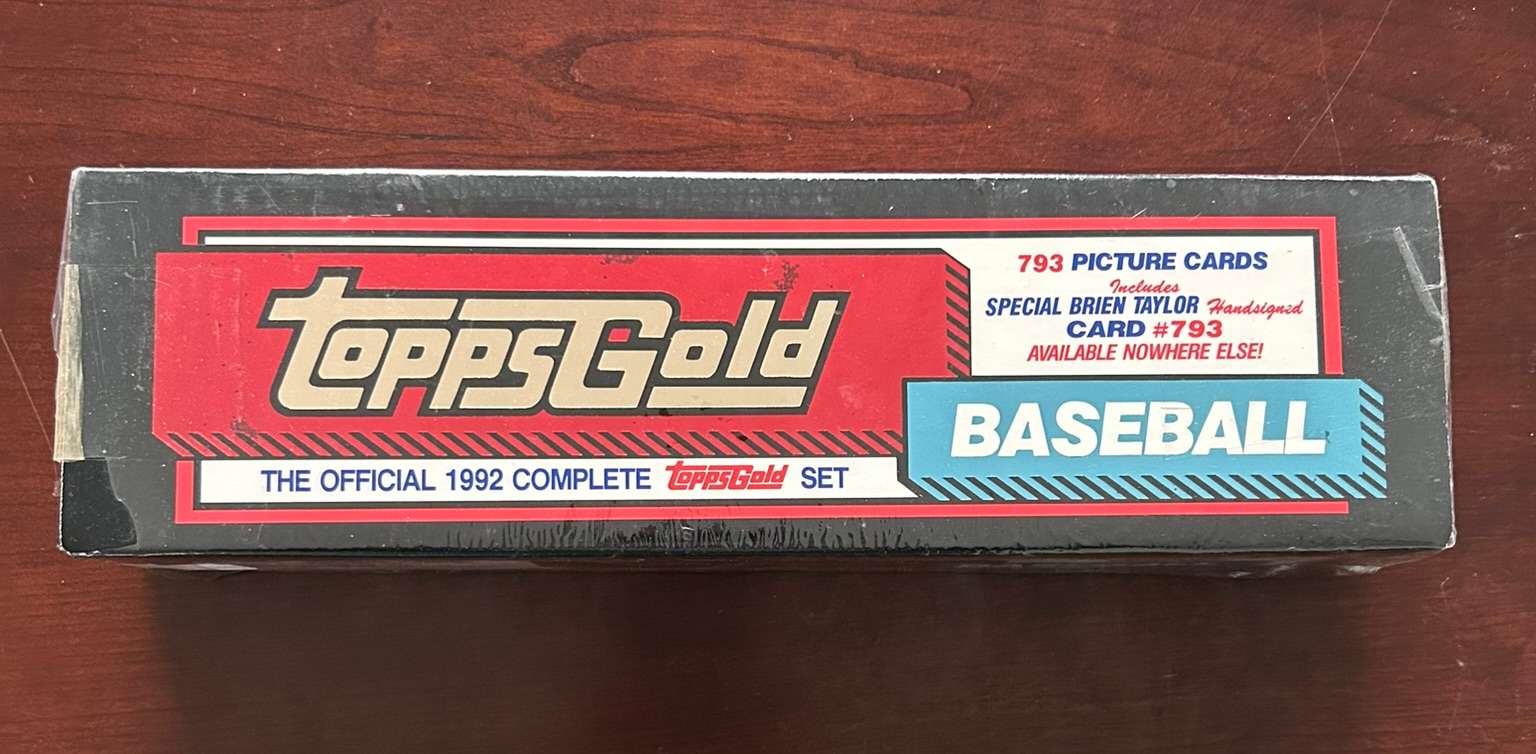 ToppsGold
793 PICTURE CARDS
Includes
SPECIAL BRIEN TAYLOR Handsigned
CARD #793
AVAILABLE NOWHERE ELSE!
BASEBALL
THE OFFICIAL 1992 COMPLETE ToppsGold SET